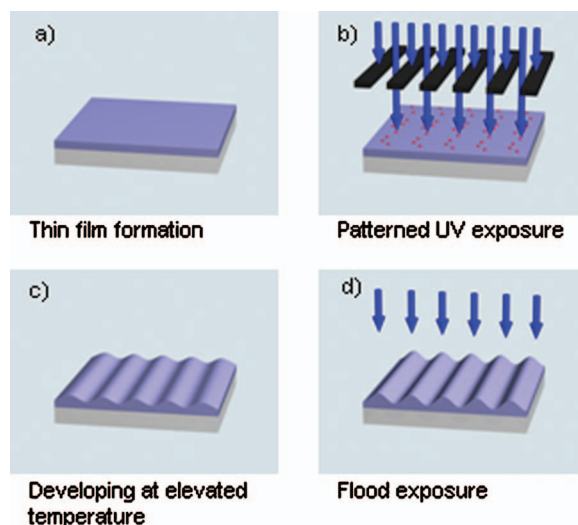 a)
Thin film formation
b)
Patterned UV exposure
c)
Developing at elevated
temperature
d)
Flood exposure